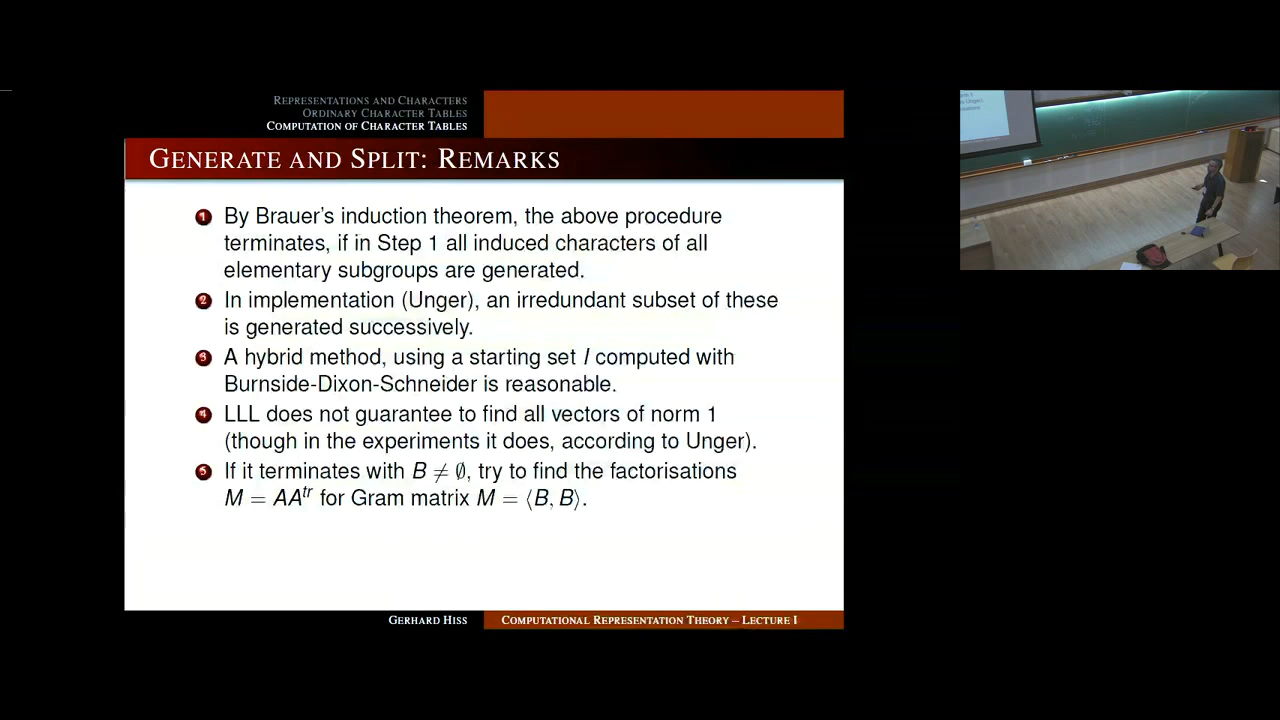 REPRESENTATIONS AND CHARACTERS
ORDINARY CHARACTER TABLES
COMPUTATION OF CHARACTER TABLES
GENERATE AND SPLIT: REMARKS
1 By Brauer's induction theorem, the above procedure
terminates, if in Step 1 all induced characters of all
elementary subgroups are generated.
2 In implementation (Unger), an irredundant subset of these
is generated successively.
3 A hybrid method, using a starting set I computed with
Burnside-Dixon-Schneider is reasonable.
4 LLL does not guarantee to find all vectors of norm 1
(though in the experiments it does, according to Unger).
5 If it terminates with B ≠ ∅, try to find the factorisations
M = AA^tr for Gram matrix M = ⟨B, B⟩.
GERHARD HISS
COMPUTATIONAL REPRESENTATION THEORY – LECTURE I